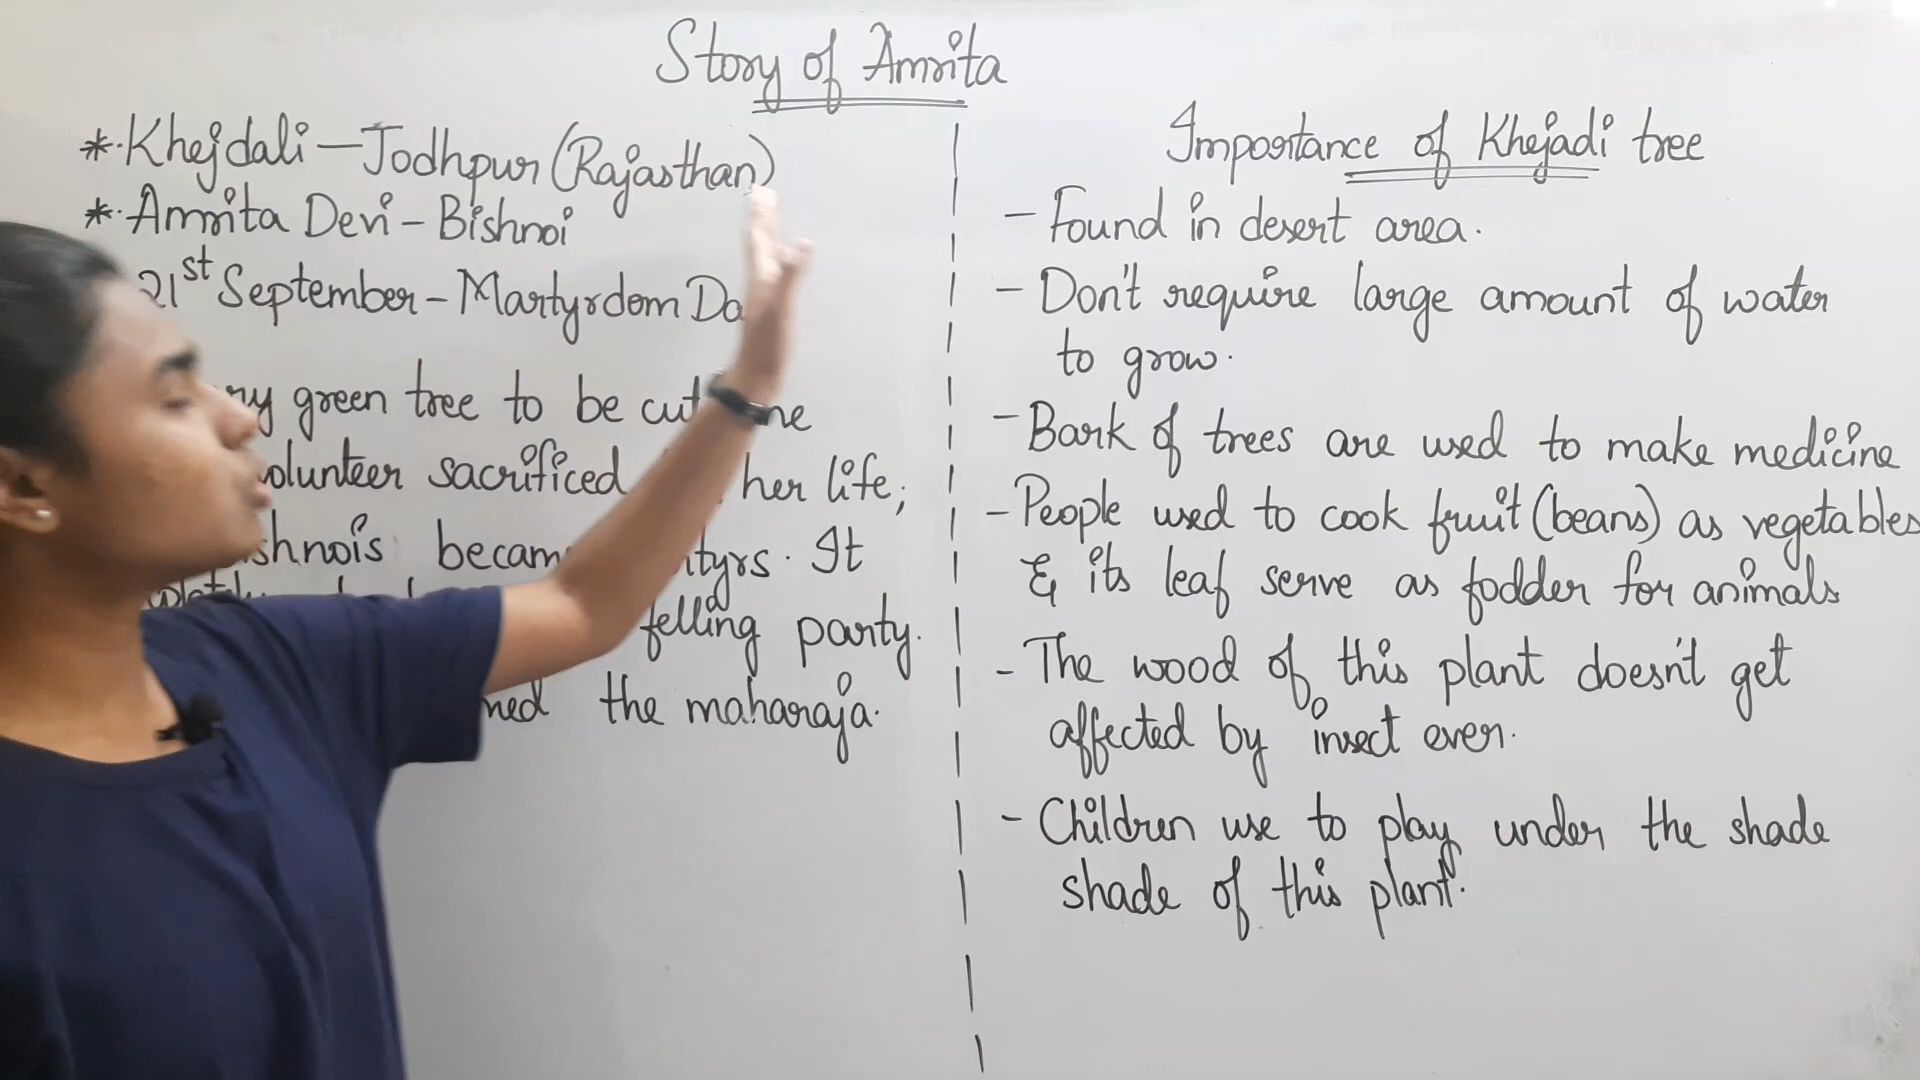 Story of Amrita
*. Khejdali – Jodhpur (Rajasthan)
*. Amrita Devi – Bishnoi
21st September – Martyrdom
green tree to be cut
sacrificed her life;
It
felling party.
the maharaja.
Importance of Khejadi tree
– Found in desert area.
– Don't require large amount of water
to grow.
– Bark of trees are used to make medicine
– People used to cook fruit (beans) as vegetables
& its leaf serve as fodder for animals
– The wood of this plant doesn't get
affected by insect ever.
– Children use to play under the shade
shade of this plant.